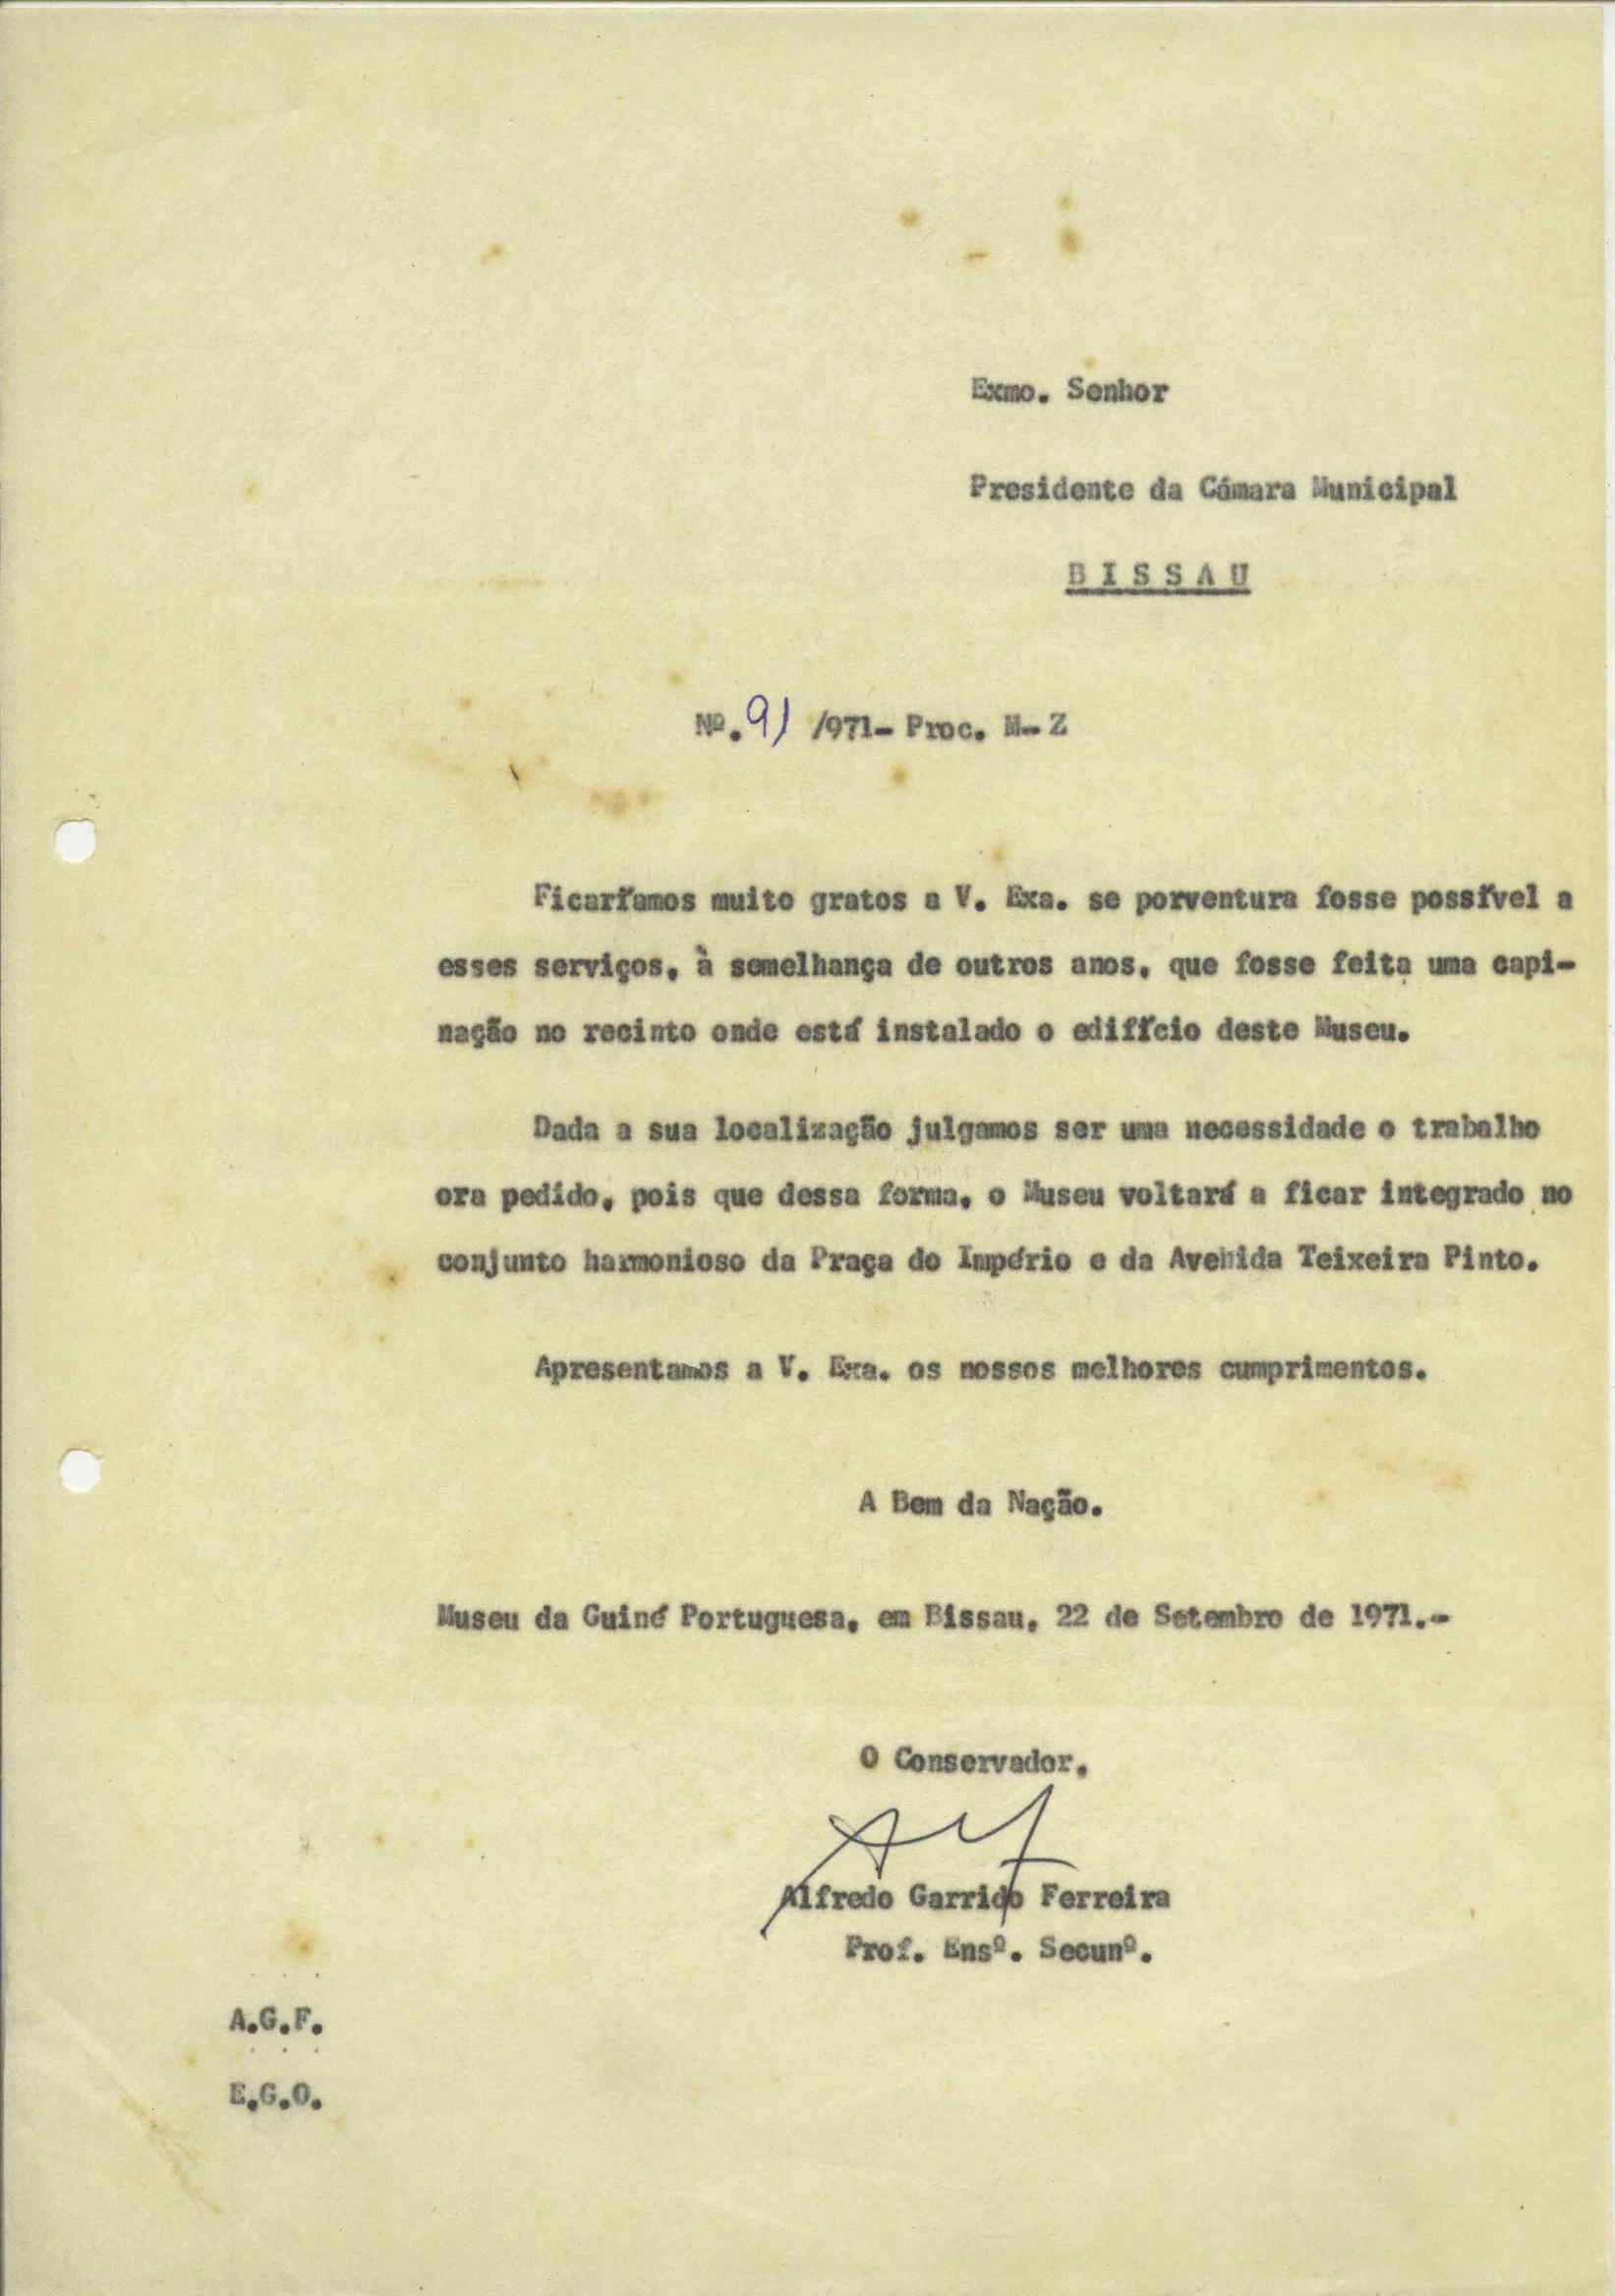 Exmo. Senhor
Presidente da Câmara Municipal
B I S S A U
Nº. 91 /971- Proc. M- Z
Ficaríamos muito gratos a V. Exa. se porventura fosse possível a
esses serviços, à semelhança de outros anos, que fosse feita uma capi-
nação no recinto onde está instalado o edifício deste Museu.
Dada a sua localização julgamos ser uma necessidade o trabalho
ora pedido, pois que dessa forma, o Museu voltará a ficar integrado no
conjunto harmonioso da Praça do Império e da Avenida Teixeira Pinto.
Apresentamos a V. Exa. os nossos melhores cumprimentos.
A Bem da Nação.
Museu da Guiné Portuguesa, em Bissau, 22 de Setembro de 1971.-
O Conservador,
Alfredo Garrido Ferreira
Prof. Ensº. Secunº.
A.G.F.
E.G.O.